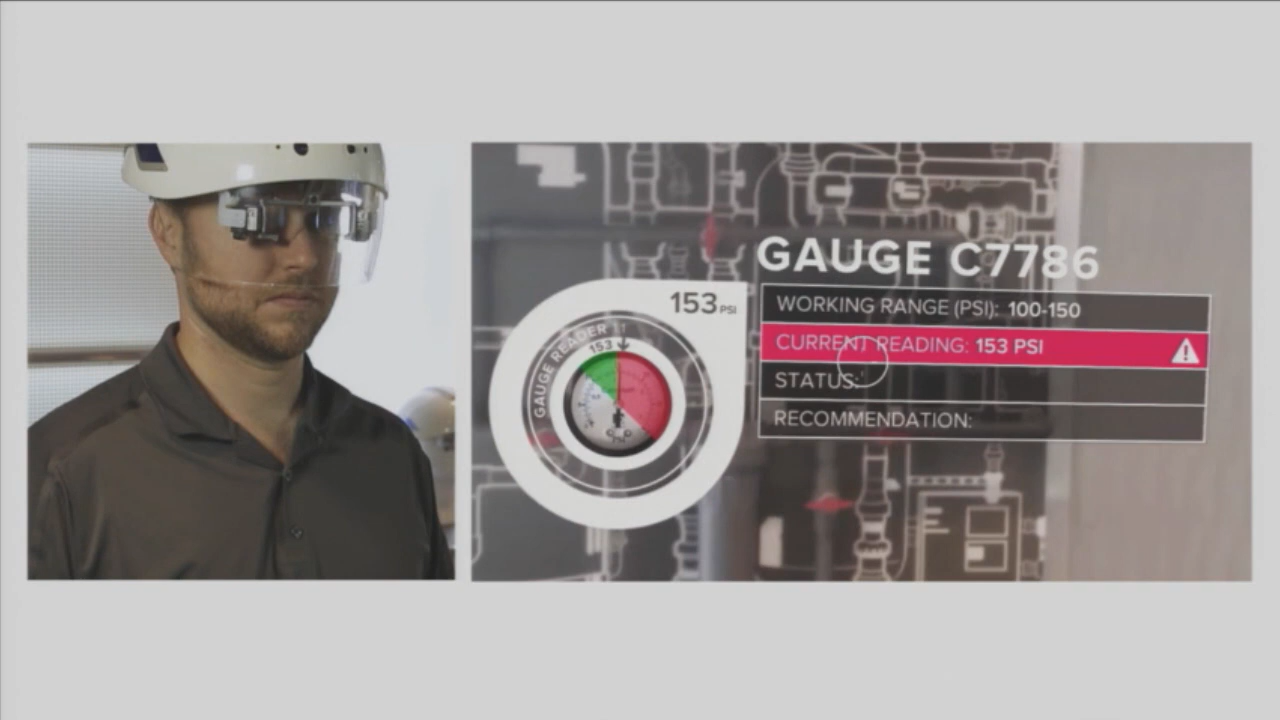 GAUGE C7786
153 PSI
WORKING RANGE (PSI): 100-150
GAUGE READER
153
CURRENT READING: 153 PSI
STATUS:
RECOMMENDATION: